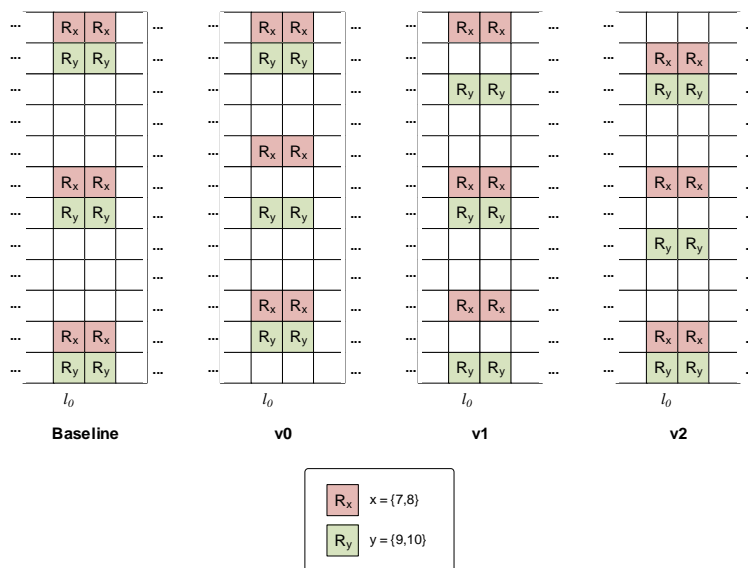 ... Rx Rx ... ... Rx Rx ... ... Rx Rx ... ... ...
... Ry Ry ... ... Ry Ry ... ... ... ... Rx Rx ...
... ... ... ... ... Ry Ry ... ... Ry Ry ...
... ... ... ... ... ... ... ...
... ... ... Rx Rx ... ... ... ... ...
... Rx Rx ... ... ... ... Rx Rx ... ... Rx Rx ...
... Ry Ry ... ... Ry Ry ... ... Ry Ry ... ... ...
... ... ... ... ... ... ... Ry Ry ...
... ... ... ... ... ... ... ...
... ... ... Rx Rx ... ... Rx Rx ... ... ...
... Rx Rx ... ... Ry Ry ... ... ... ... Rx Rx ...
... Ry Ry ... ... ... ... Ry Ry ... ... Ry Ry ...
l0 l0 l0 l0
Baseline v0 v1 v2
Rx x = {7,8}
Ry y = {9,10}